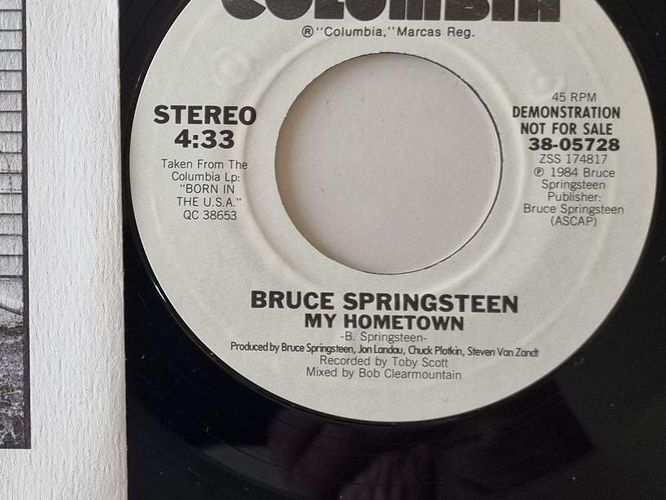 COLUMBIA
®"Columbia," Marcas Reg.
STEREO
4:33
Taken From The
Columbia Lp:
"BORN IN
THE U.S.A."
QC 38653
45 RPM
DEMONSTRATION
NOT FOR SALE
38-05728
ZSS 174817
℗ 1984 Bruce
Springsteen
Publisher:
Bruce Springsteen
(ASCAP)
BRUCE SPRINGSTEEN
MY HOMETOWN
-B. Springsteen-
Produced by Bruce Springsteen, Jon Landau, Chuck Plotkin, Steven Van Zandt
Recorded by Toby Scott
Mixed by Bob Clearmountain